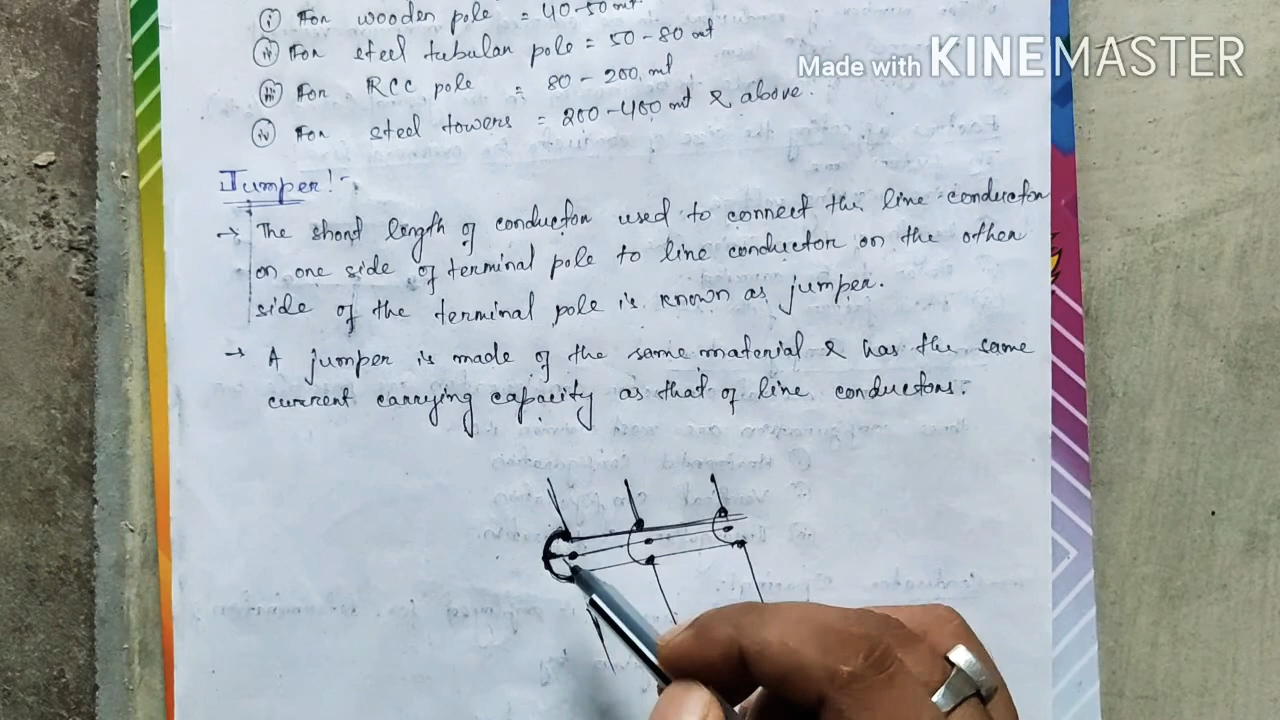 (i) For wooden pole = 40-50 mt
(ii) For steel tubular pole = 50-80 mt
(iii) For RCC pole = 80-200 mt
(iv) For steel towers = 200-400 mt & above.
Jumper!-
→ The short length of conductor used to connect the line conductor
on one side of terminal pole to line conductor on the other
side of the terminal pole is known as jumper.
→ A jumper is made of the same material & has the same
current carrying capacity as that of line conductors.
Made with KINEMASTER